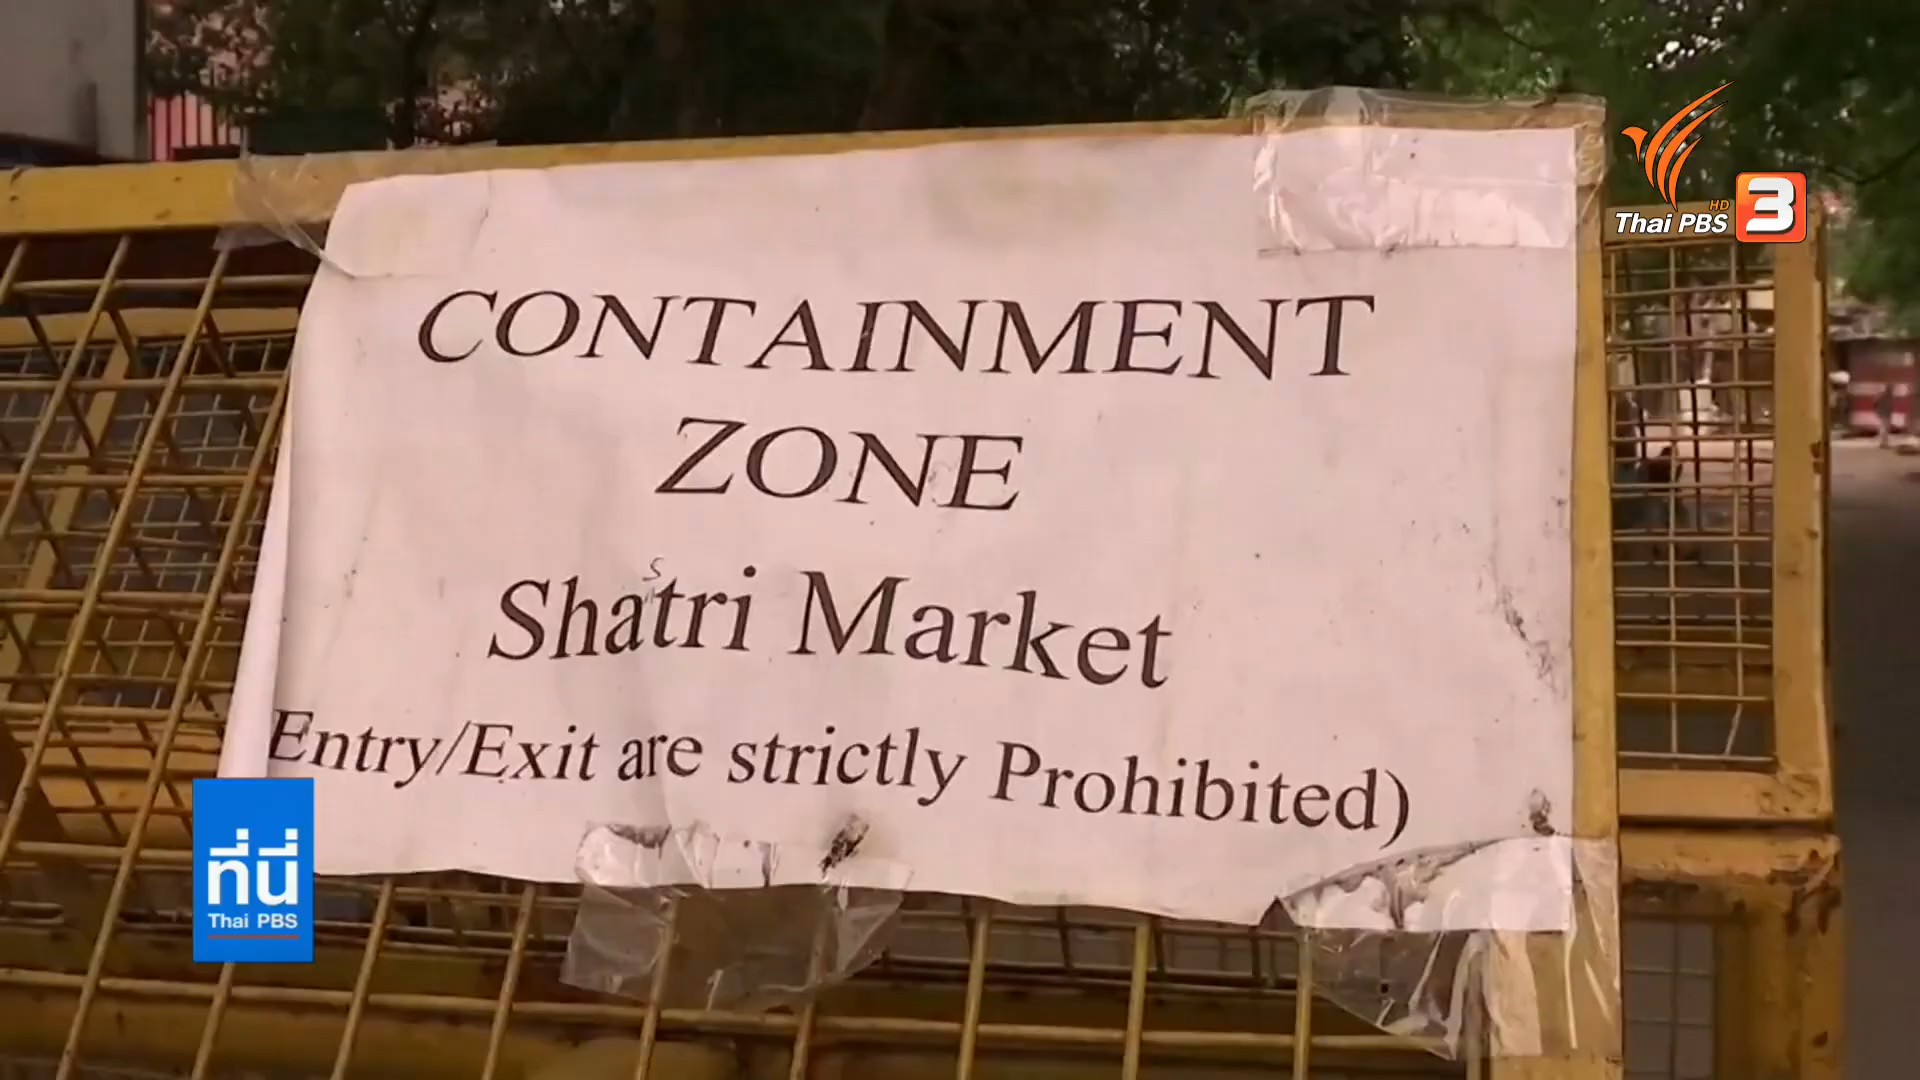 HD
Thai PBS 3
CONTAINMENT
ZONE
s
Shatri Market
Entry/Exit are strictly Prohibited)
ที่นี่
Thai PBS